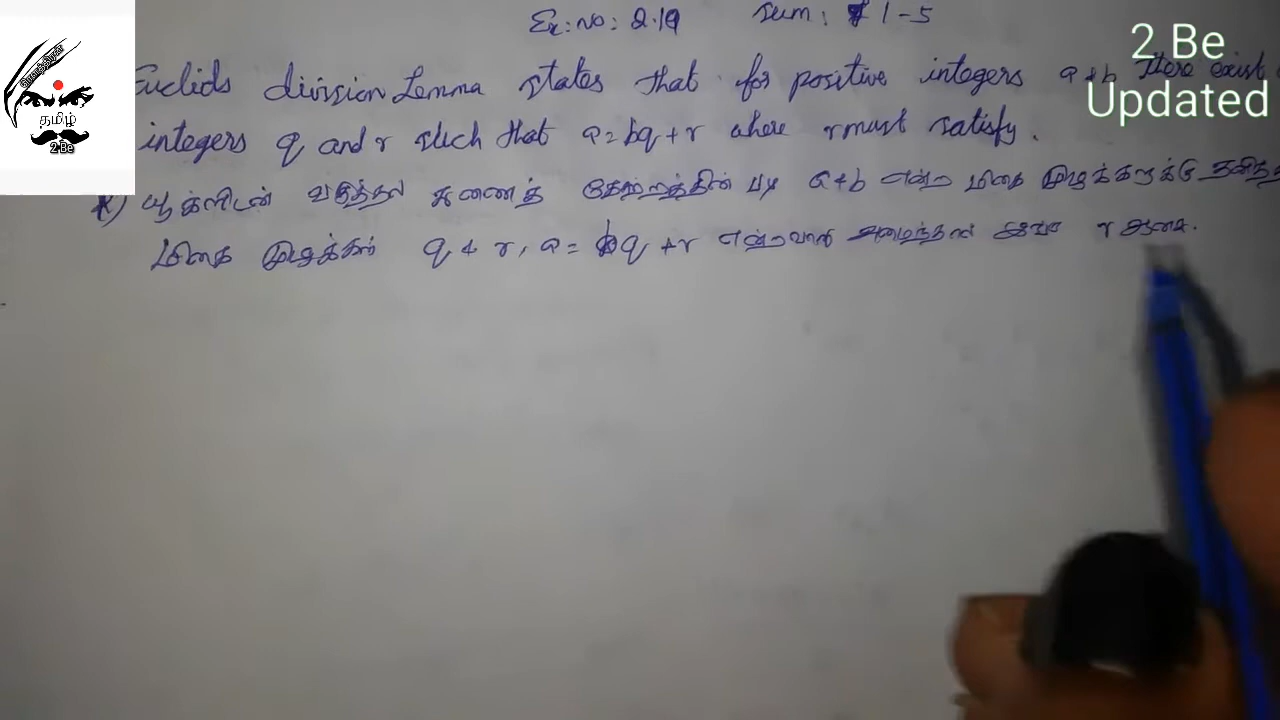 Ex: No: 2.19 Sum: 1-5
2 Be
Updated
தமிழ்
2 Be
Euclids division Lemma states that for positive integers a & b there exist
integers q and r such that a = bq + r where r must satisfy.
யூக்ளிடின் வகுத்தல் துணைத் தேற்றத்தின் படி a & b என்ற மிகை முழுக்களுக்கு தனித்த
மிகை முழுக்கள் q & r, a = bq + r என்றவாறு அமைந்தால் இங்கு r ஆனது.